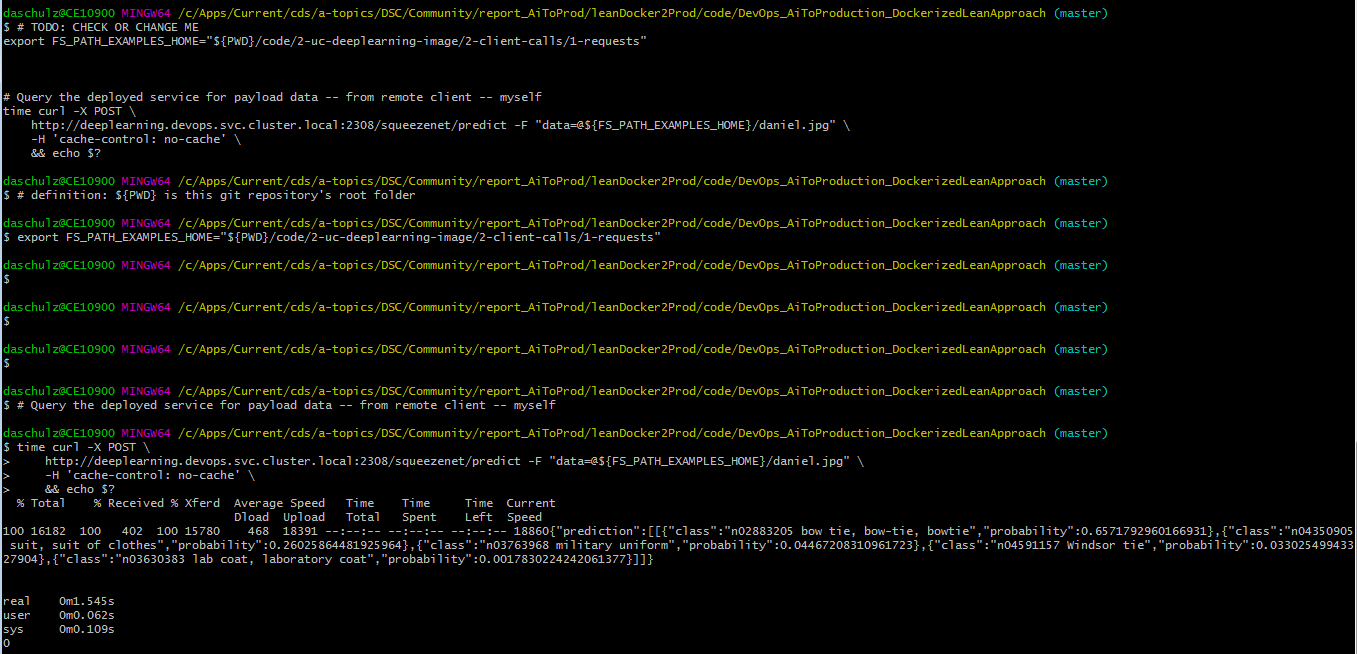 daschulz@CE10900 MINGW64 /c/Apps/Current/cds/a-topics/DSC/Community/report_AiToProd/leanDocker2Prod/code/DevOps_AiToProduction_DockerizedLeanApproach (master)
$ # TODO: CHECK OR CHANGE ME
export FS_PATH_EXAMPLES_HOME="${PWD}/code/2-uc-deeplearning-image/2-client-calls/1-requests"
# Query the deployed service for payload data -- from remote client -- myself
time curl -X POST \
    http://deeplearning.devops.svc.cluster.local:2308/squeezenet/predict -F "data=@${FS_PATH_EXAMPLES_HOME}/daniel.jpg" \
    -H 'cache-control: no-cache' \
    && echo $?
daschulz@CE10900 MINGW64 /c/Apps/Current/cds/a-topics/DSC/Community/report_AiToProd/leanDocker2Prod/code/DevOps_AiToProduction_DockerizedLeanApproach (master)
$ # definition: ${PWD} is this git repository's root folder
daschulz@CE10900 MINGW64 /c/Apps/Current/cds/a-topics/DSC/Community/report_AiToProd/leanDocker2Prod/code/DevOps_AiToProduction_DockerizedLeanApproach (master)
$ export FS_PATH_EXAMPLES_HOME="${PWD}/code/2-uc-deeplearning-image/2-client-calls/1-requests"
daschulz@CE10900 MINGW64 /c/Apps/Current/cds/a-topics/DSC/Community/report_AiToProd/leanDocker2Prod/code/DevOps_AiToProduction_DockerizedLeanApproach (master)
$
daschulz@CE10900 MINGW64 /c/Apps/Current/cds/a-topics/DSC/Community/report_AiToProd/leanDocker2Prod/code/DevOps_AiToProduction_DockerizedLeanApproach (master)
$
daschulz@CE10900 MINGW64 /c/Apps/Current/cds/a-topics/DSC/Community/report_AiToProd/leanDocker2Prod/code/DevOps_AiToProduction_DockerizedLeanApproach (master)
$
daschulz@CE10900 MINGW64 /c/Apps/Current/cds/a-topics/DSC/Community/report_AiToProd/leanDocker2Prod/code/DevOps_AiToProduction_DockerizedLeanApproach (master)
$ # Query the deployed service for payload data -- from remote client -- myself
daschulz@CE10900 MINGW64 /c/Apps/Current/cds/a-topics/DSC/Community/report_AiToProd/leanDocker2Prod/code/DevOps_AiToProduction_DockerizedLeanApproach (master)
$ time curl -X POST \
>     http://deeplearning.devops.svc.cluster.local:2308/squeezenet/predict -F "data=@${FS_PATH_EXAMPLES_HOME}/daniel.jpg" \
>     -H 'cache-control: no-cache' \
>     && echo $?
  % Total    % Received % Xferd  Average Speed   Time    Time     Time  Current
                                 Dload  Upload   Total   Spent    Left  Speed
100 16182  100   402  100 15780    468  18391 --:--:-- --:--:-- --:--:-- 18860{"prediction":[[{"class":"n02883205 bow tie, bow-tie, bowtie","probability":0.6571792960166931},{"class":"n04350905
 suit, suit of clothes","probability":0.26025864481925964},{"class":"n03763968 military uniform","probability":0.04467208310961723},{"class":"n04591157 Windsor tie","probability":0.033025499433
27904},{"class":"n03630383 lab coat, laboratory coat","probability":0.0017830224242061377}]]}
real    0m1.545s
user    0m0.062s
sys     0m0.109s
0